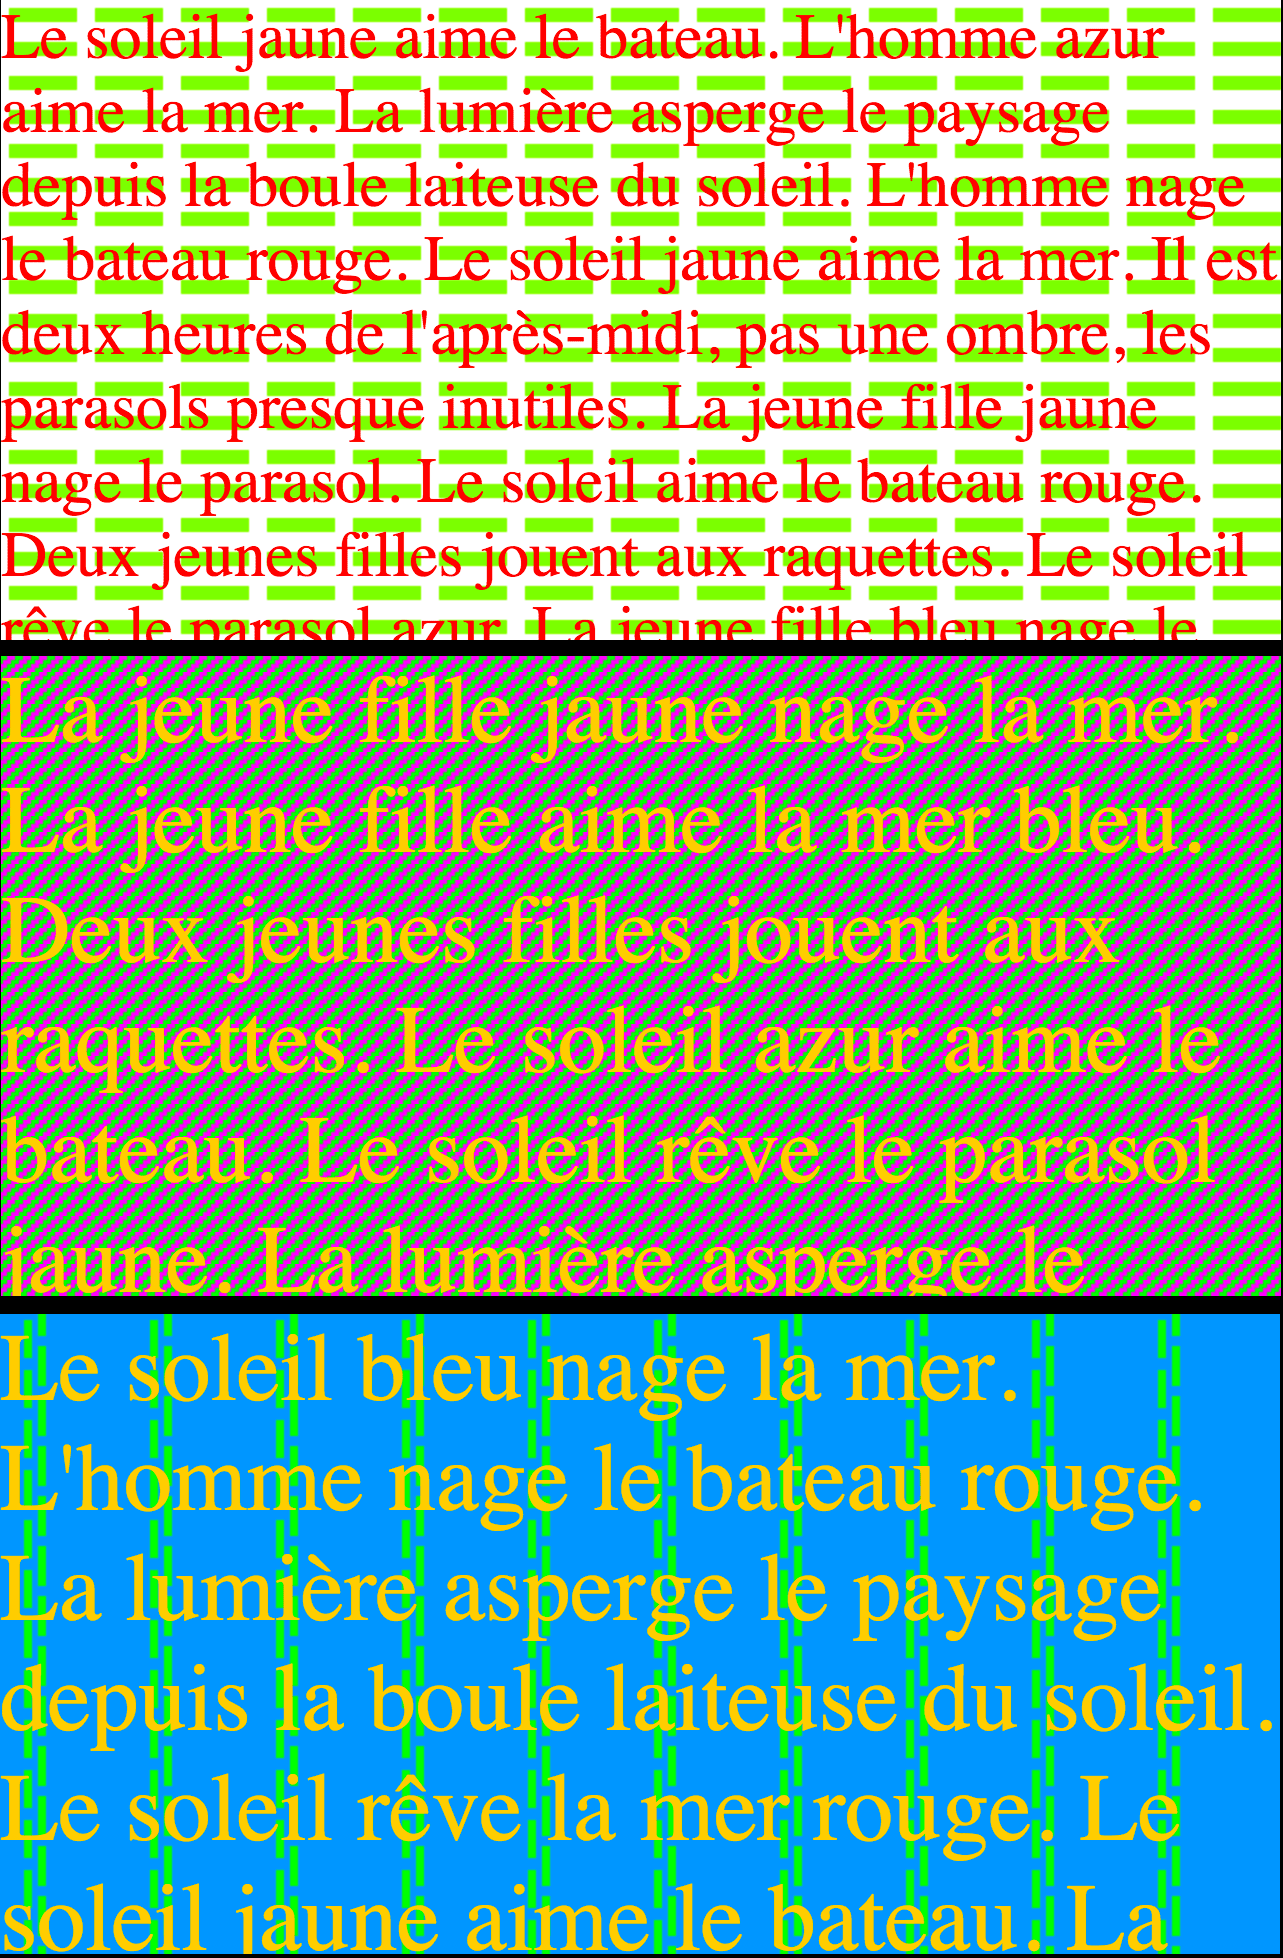 Le soleil jaune aime le bateau. L'homme azur
aime la mer. La lumière asperge le paysage
depuis la boule laiteuse du soleil. L'homme nage
le bateau rouge. Le soleil jaune aime la mer. Il est
deux heures de l'après-midi, pas une ombre, les
parasols presque inutiles. La jeune fille jaune
nage le parasol. Le soleil aime le bateau rouge.
Deux jeunes filles jouent aux raquettes. Le soleil
rêve le parasol azur. La jeune fille bleu nage le
La jeune fille jaune nage la mer.
La jeune fille aime la mer bleu.
Deux jeunes filles jouent aux
raquettes. Le soleil azur aime le
bateau. Le soleil rêve le parasol
jaune. La lumière asperge le
Le soleil bleu nage la mer.
L'homme nage le bateau rouge.
La lumière asperge le paysage
depuis la boule laiteuse du soleil.
Le soleil rêve la mer rouge. Le
soleil jaune aime le bateau. La